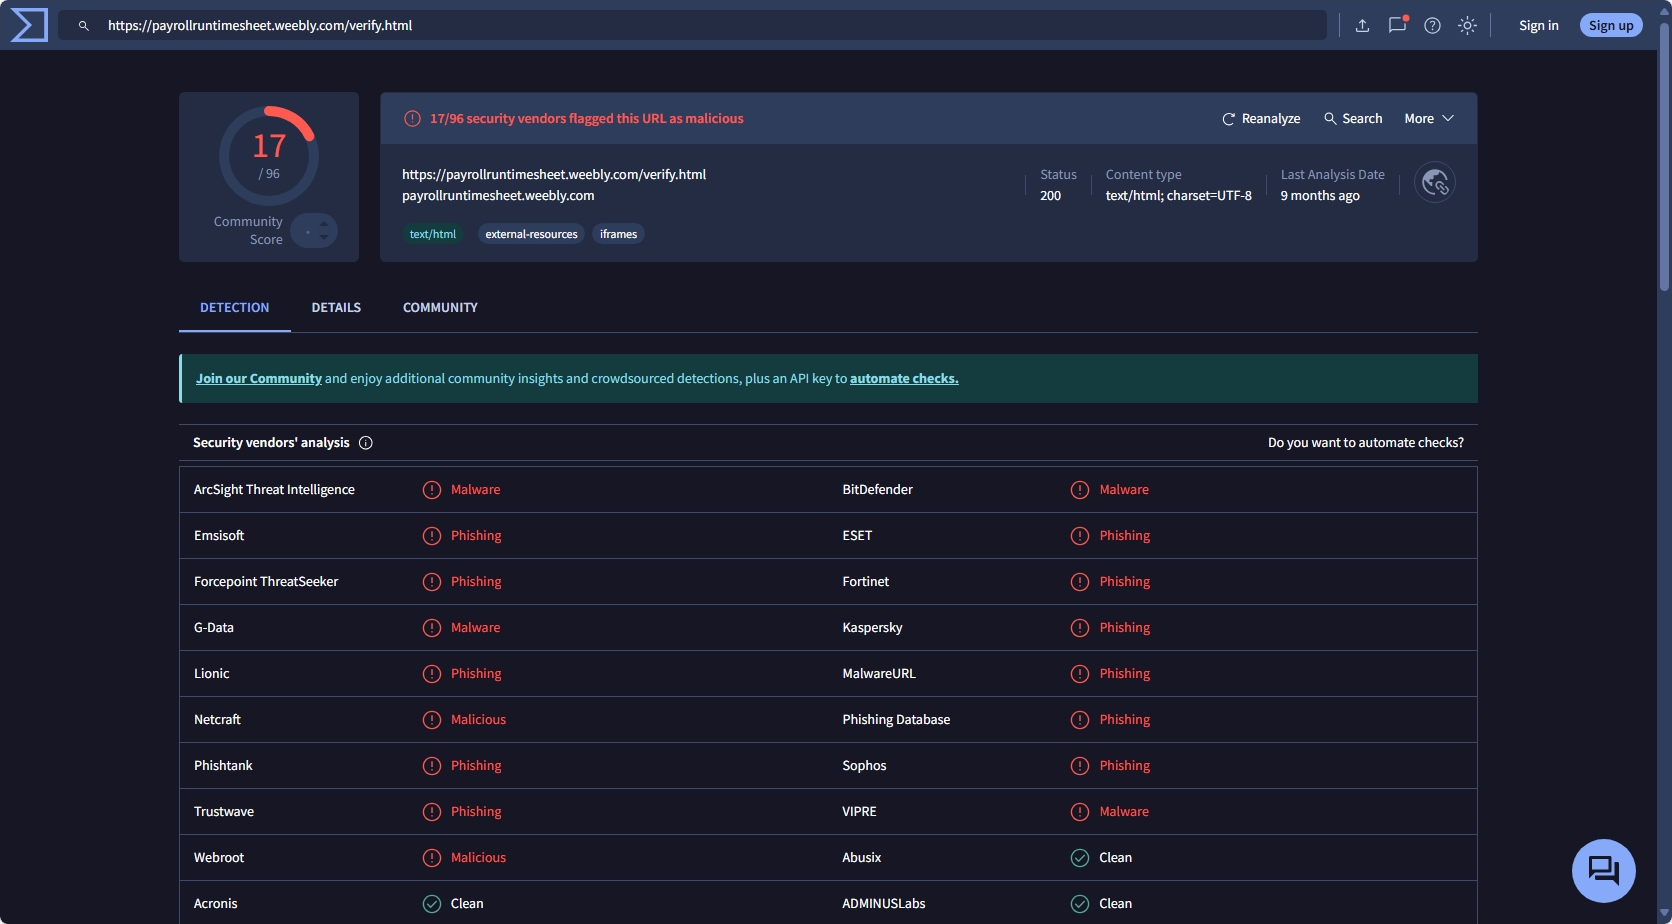 https://payrollruntimesheet.weebly.com/verify.html
Sign in
Sign up
17
/ 96
Community
Score
17/96 security vendors flagged this URL as malicious
Reanalyze
Search
More
https://payrollruntimesheet.weebly.com/verify.html
payrollruntimesheet.weebly.com
Status
200
Content type
text/html; charset=UTF-8
Last Analysis Date
9 months ago
text/html
external-resources
iframes
DETECTION
DETAILS
COMMUNITY
Join our Community and enjoy additional community insights and crowdsourced detections, plus an API key to automate checks.
Security vendors' analysis
Do you want to automate checks?
ArcSight Threat Intelligence Malware BitDefender Malware
Emsisoft Phishing ESET Phishing
Forcepoint ThreatSeeker Phishing Fortinet Phishing
G-Data Malware Kaspersky Phishing
Lionic Phishing MalwareURL Phishing
Netcraft Malicious Phishing Database Phishing
Phishtank Phishing Sophos Phishing
Trustwave Phishing VIPRE Malware
Webroot Malicious Abusix Clean
Acronis Clean ADMINUSLabs Clean